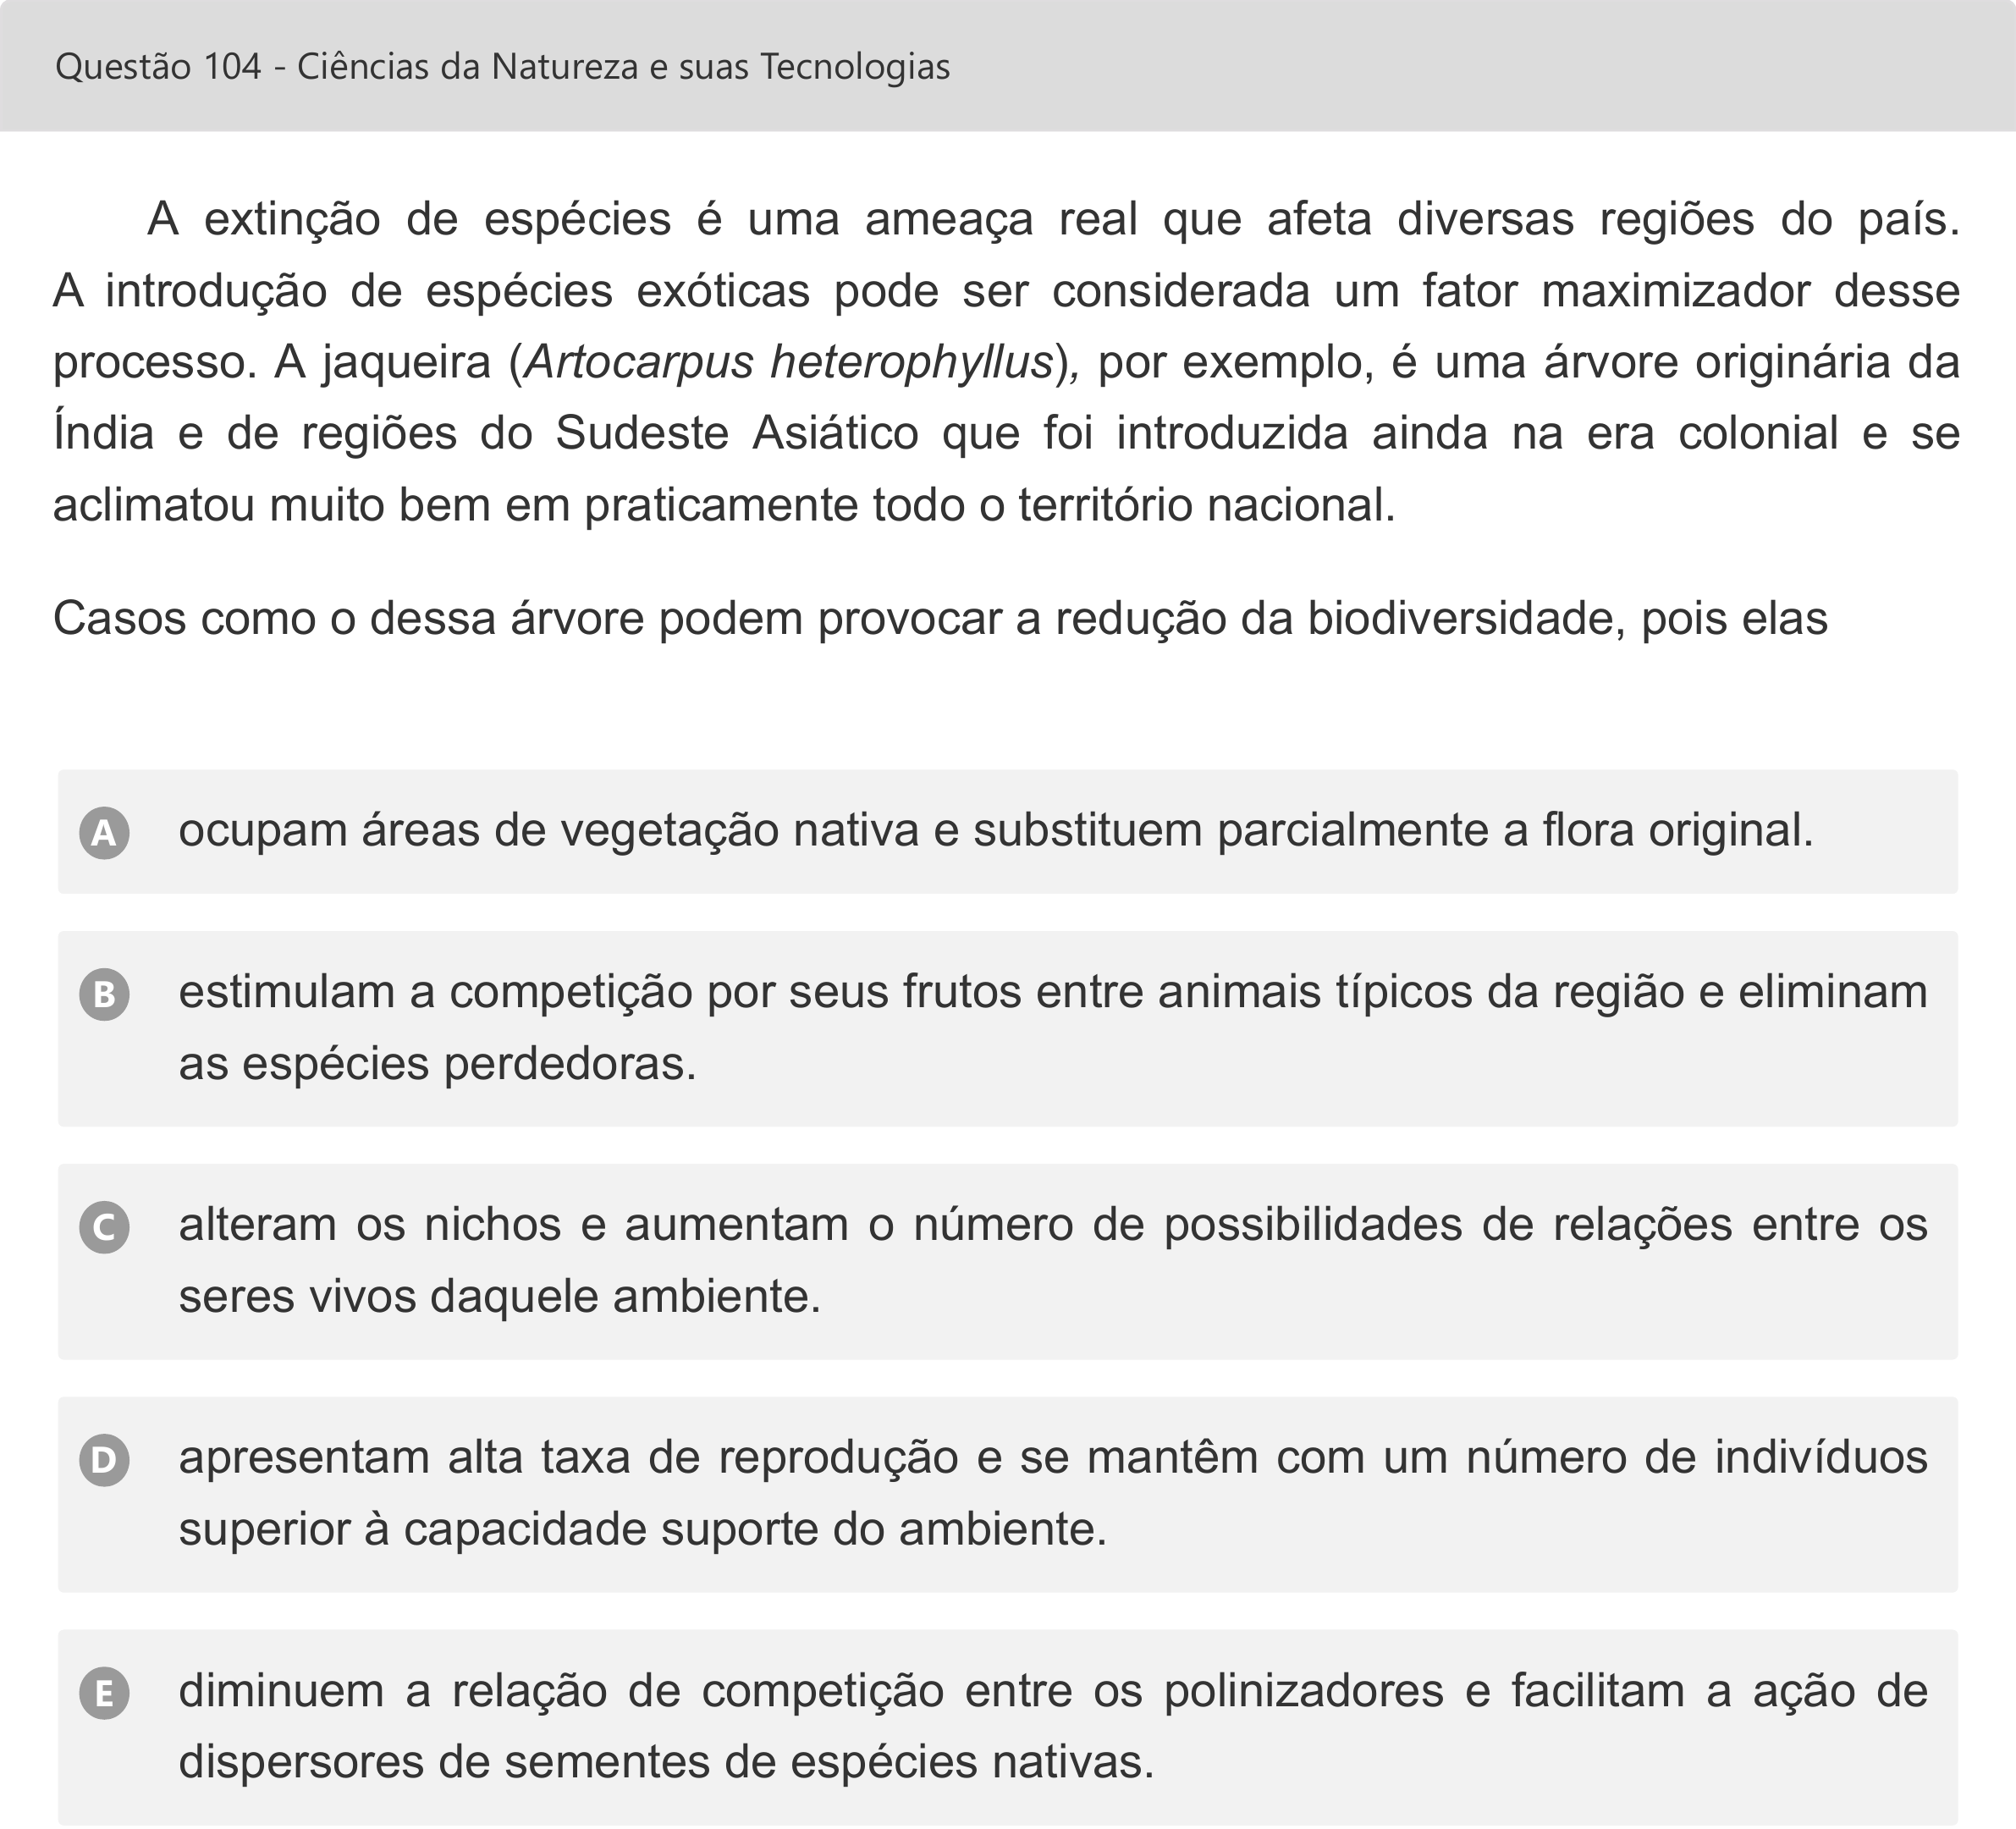 Questão 104 - Ciências da Natureza e suas Tecnologias
A extinção de espécies é uma ameaça real que afeta diversas regiões do país.
A introdução de espécies exóticas pode ser considerada um fator maximizador desse
processo. A jaqueira (Artocarpus heterophyllus), por exemplo, é uma árvore originária da
Índia e de regiões do Sudeste Asiático que foi introduzida ainda na era colonial e se
aclimatou muito bem em praticamente todo o território nacional.
Casos como o dessa árvore podem provocar a redução da biodiversidade, pois elas
A ocupam áreas de vegetação nativa e substituem parcialmente a flora original.
B estimulam a competição por seus frutos entre animais típicos da região e eliminam
as espécies perdedoras.
C alteram os nichos e aumentam o número de possibilidades de relações entre os
seres vivos daquele ambiente.
D apresentam alta taxa de reprodução e se mantêm com um número de indivíduos
superior à capacidade suporte do ambiente.
E diminuem a relação de competição entre os polinizadores e facilitam a ação de
dispersores de sementes de espécies nativas.